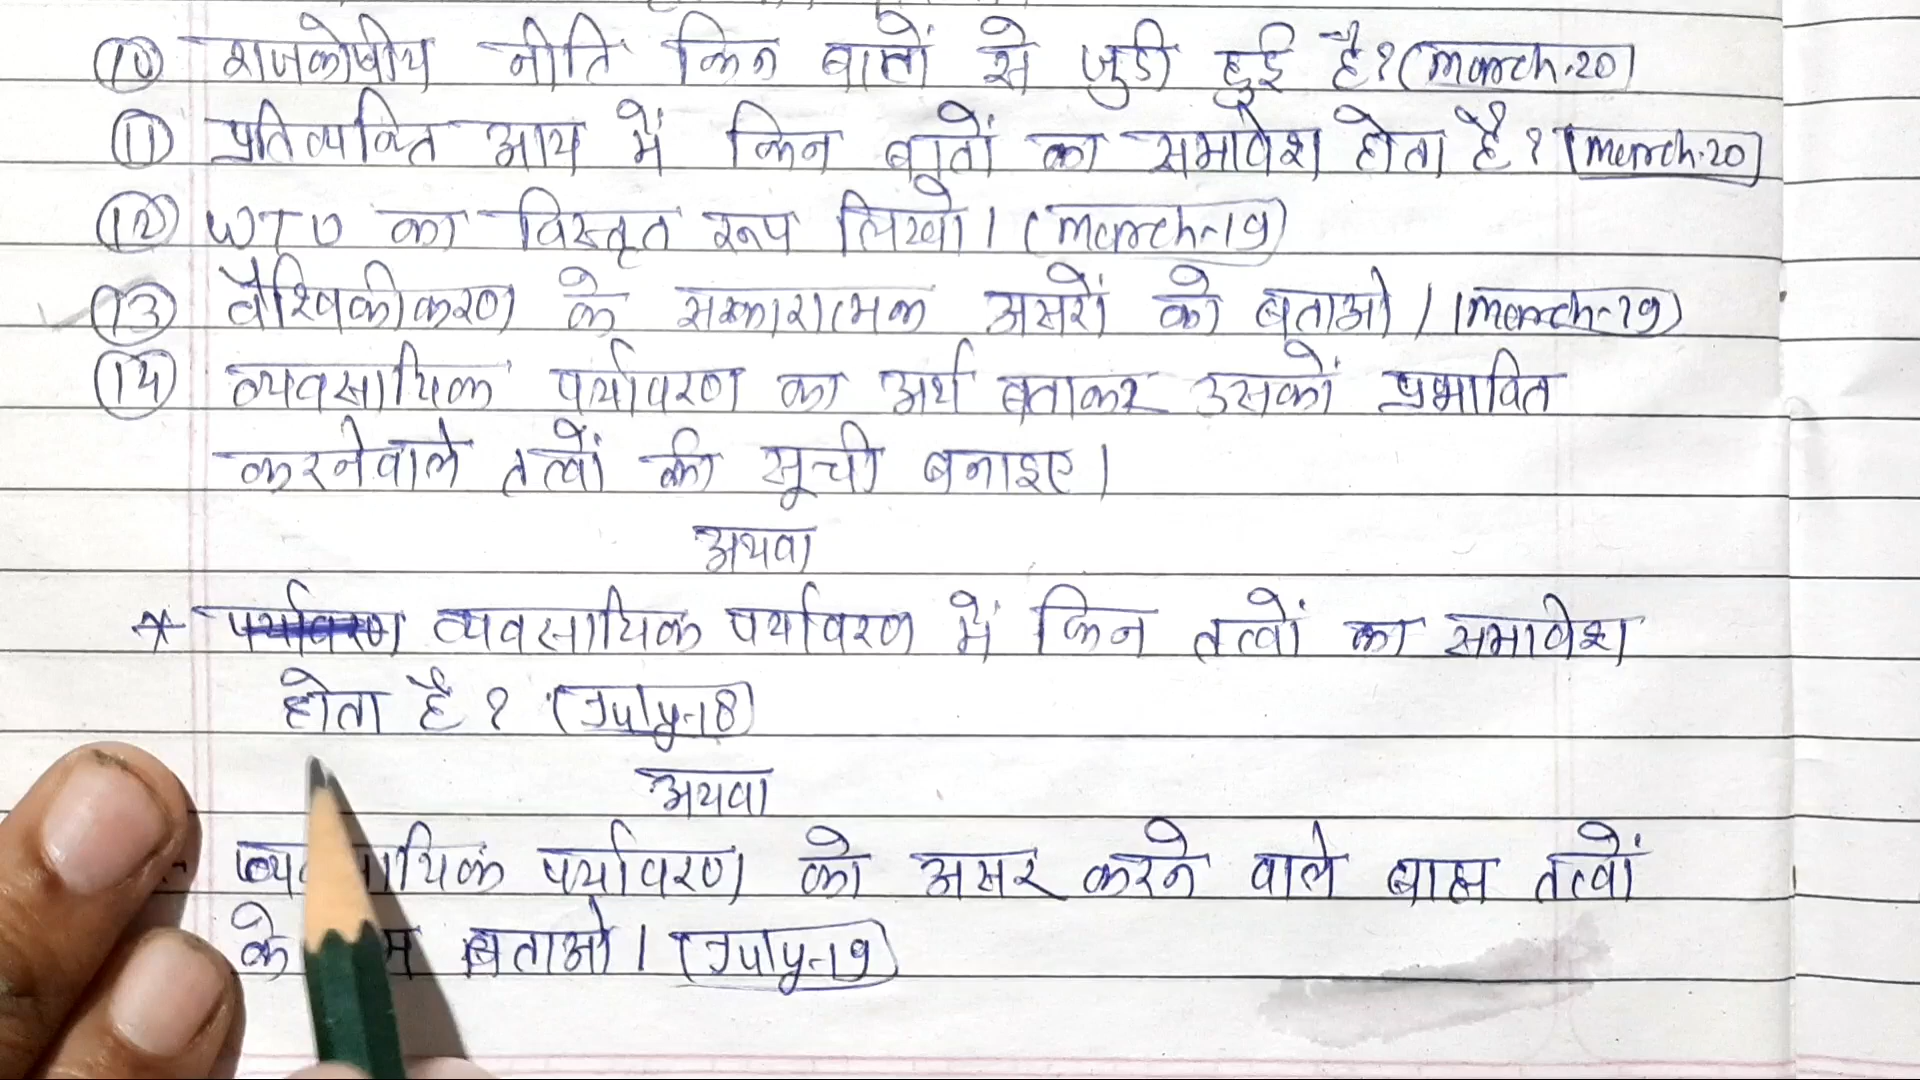 (10) राजकोषीय नीति किन बातों से जुडी हुई है? (March-20)
(11) प्रतिव्यक्ति आय में किन बातों का समावेश होता है? (March-20)
(12) WTO का विस्तृत रूप लिखो। (March-19)
(13) वैश्विकीकरण के सकारात्मक असरों को बताओ। (March-19)
(14) व्यवसायिक पर्यावरण का अर्थ बताकर उसकों प्रभावित
करनेवाले तत्वों की सूची बनाइए।
अथवा
* पर्यावरण व्यवसायिक पर्यावरण में किन तत्वों का समावेश
होता है? (July-18)
अथवा
पर्यावरण को असर करने वाले बाह्य तत्वों
के बताओ। (July-19)